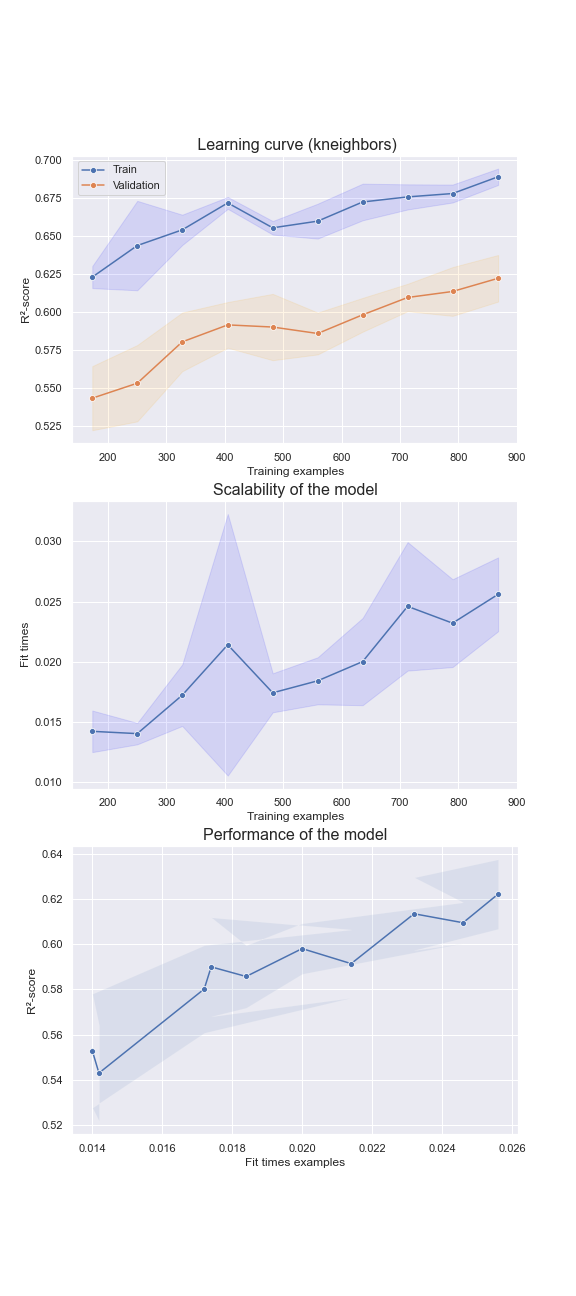 Learning curve (kneighbors)
0.700
0.675
0.650
0.625
0.600
0.575
0.550
0.525
R²-score
Train
Validation
200 300 400 500 600 700 800 900
Training examples
Scalability of the model
0.030
0.025
0.020
0.015
0.010
Fit times
200 300 400 500 600 700 800 900
Training examples
Performance of the model
0.64
0.62
0.60
0.58
0.56
0.54
0.52
R²-score
0.014 0.016 0.018 0.020 0.022 0.024 0.026
Fit times examples